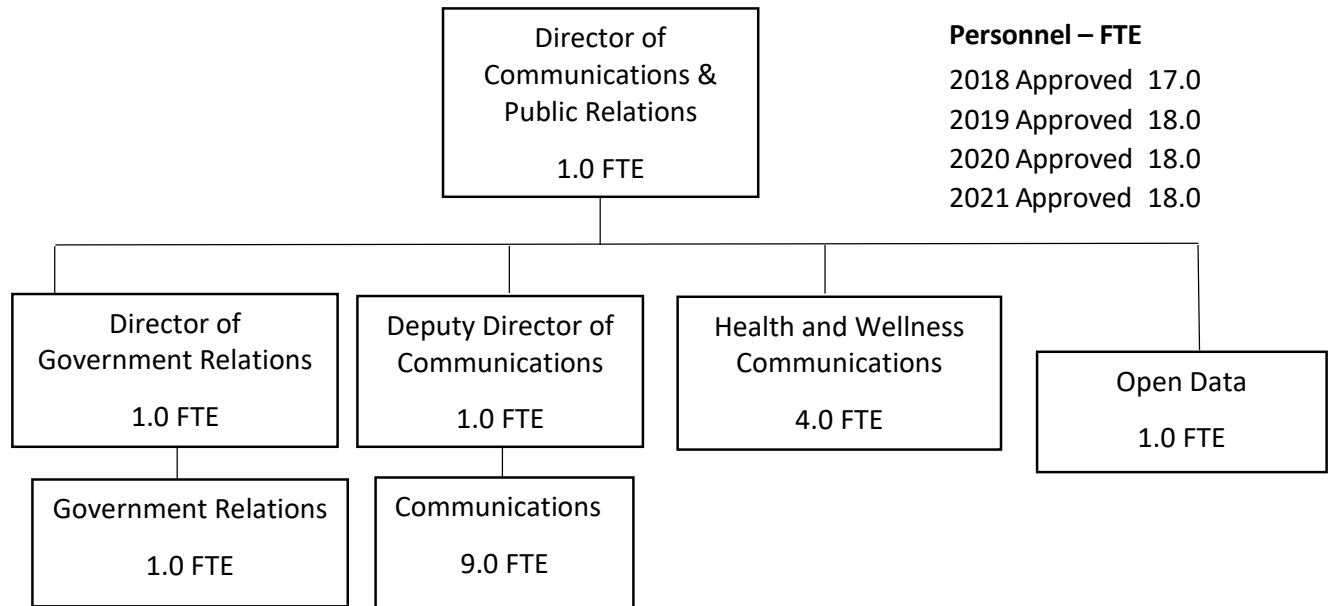 Director of
Communications &
Public Relations
1.0 FTE
Personnel – FTE
2018 Approved 17.0
2019 Approved 18.0
2020 Approved 18.0
2021 Approved 18.0
Director of
Government Relations
1.0 FTE
Deputy Director of
Communications
1.0 FTE
Health and Wellness
Communications
4.0 FTE
Open Data
1.0 FTE
Government Relations
1.0 FTE
Communications
9.0 FTE